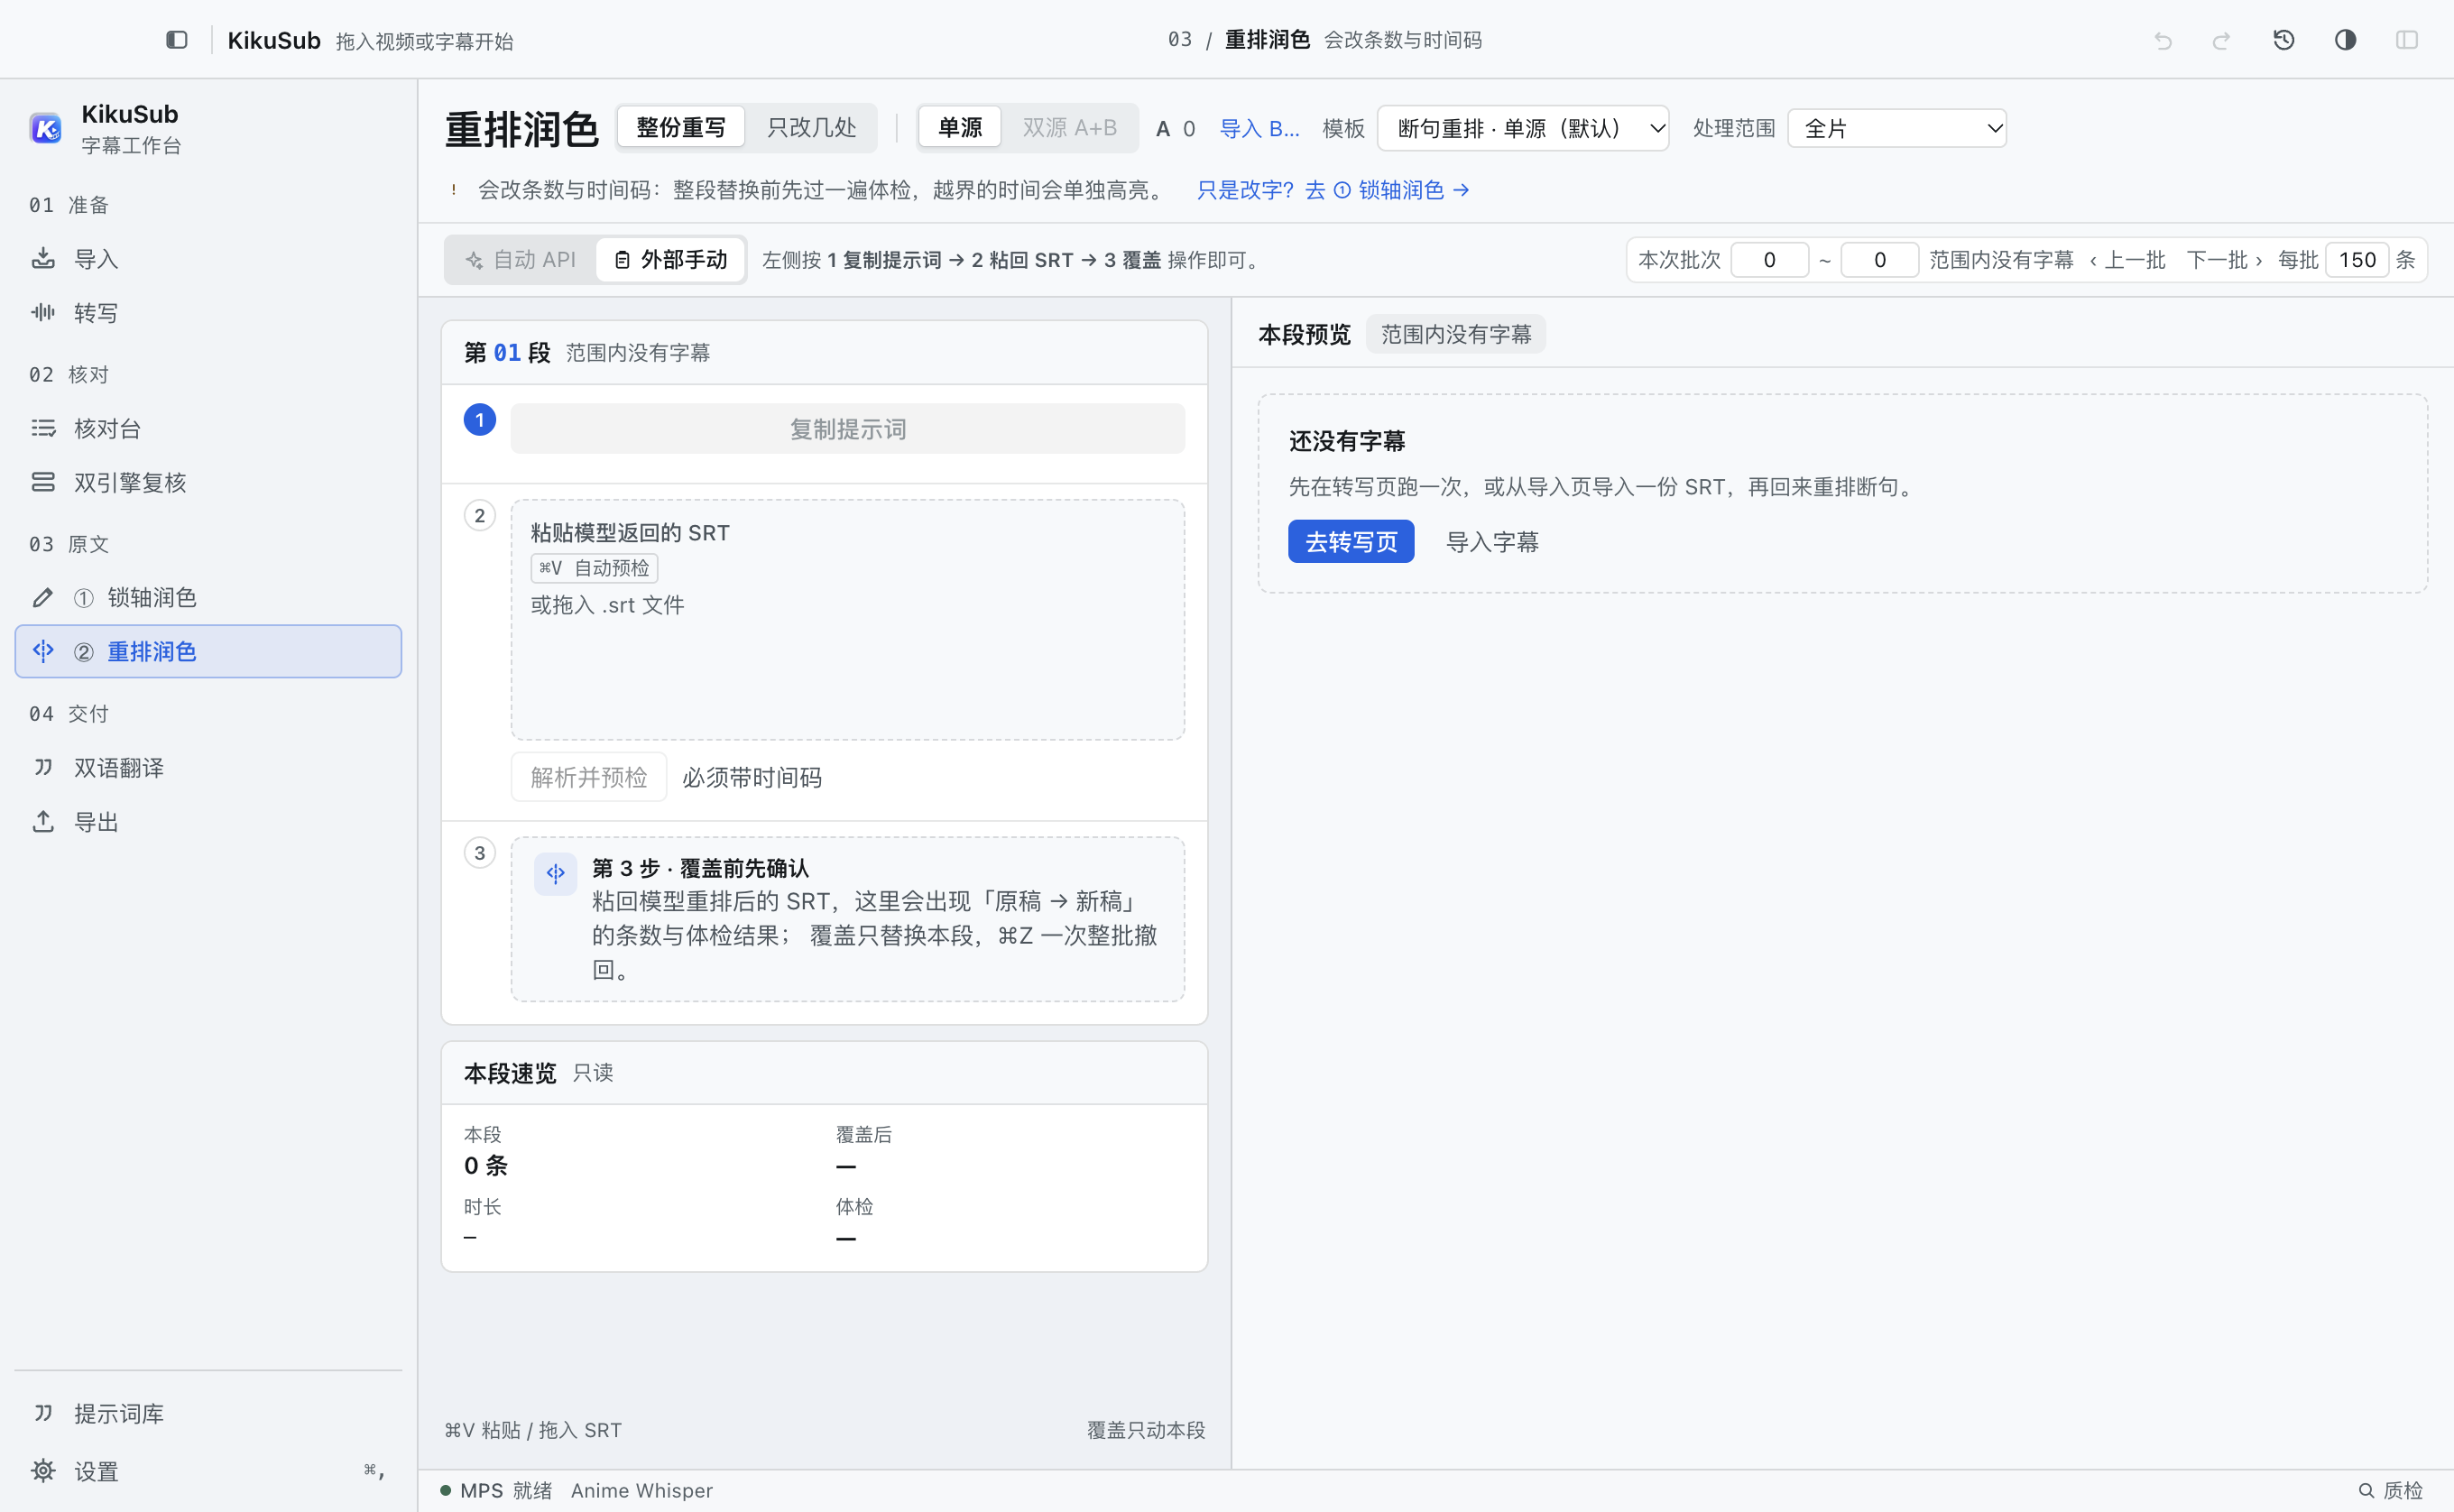 KikuSub 拖入视频或字幕开始
03 / 重排润色 会改条数与时间码
KikuSub
字幕工作台
01 准备
导入
转写
02 核对
核对台
双引擎复核
03 原文
① 锁轴润色
② 重排润色
04 交付
双语翻译
导出
提示词库
设置 ⌘,
重排润色 整份重写 只改几处 单源 双源 A+B A 0 导入 B... 模板 断句重排 · 单源（默认） 处理范围 全片
! 会改条数与时间码：整段替换前先过一遍体检，越界的时间会单独高亮。 只是改字？去 ① 锁轴润色 →
自动 API 外部手动 左侧按 1 复制提示词 → 2 粘回 SRT → 3 覆盖 操作即可。
本次批次 0 ~ 0 范围内没有字幕 ‹ 上一批 下一批 › 每批 150 条
第 01 段 范围内没有字幕
1 复制提示词
2 粘贴模型返回的 SRT
⌘V 自动预检
或拖入 .srt 文件
解析并预检 必须带时间码
3 第 3 步 · 覆盖前先确认
粘回模型重排后的 SRT，这里会出现「原稿 → 新稿」
的条数与体检结果； 覆盖只替换本段，⌘Z 一次整批撤
回。
本段速览 只读
本段 覆盖后
0 条 —
时长 体检
– —
⌘V 粘贴 / 拖入 SRT 覆盖只动本段
本段预览 范围内没有字幕
还没有字幕
先在转写页跑一次，或从导入页导入一份 SRT，再回来重排断句。
去转写页 导入字幕
MPS 就绪 Anime Whisper 质检